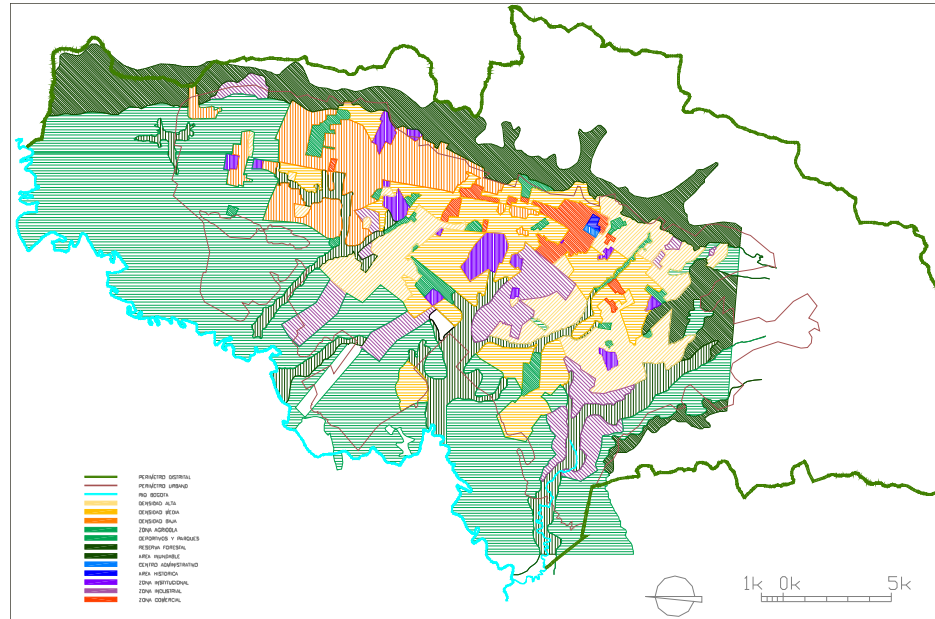 PERIMETRO DISTRITAL
PERIMETRO URBANO
RIO BOGOTA
DENSIDAD ALTA
DENSIDAD MEDIA
DENSIDAD BAJA
ZONA AGRICOLA
DEPORTIVOS Y PARQUES
RESERVA FORESTAL
AREA INUNDABLE
CENTRO ADMINISTRATIVO
AREA HISTORICA
ZONA INSTITUCIONAL
ZONA INDUSTRIAL
ZONA COMERCIAL
1k 0k 5k